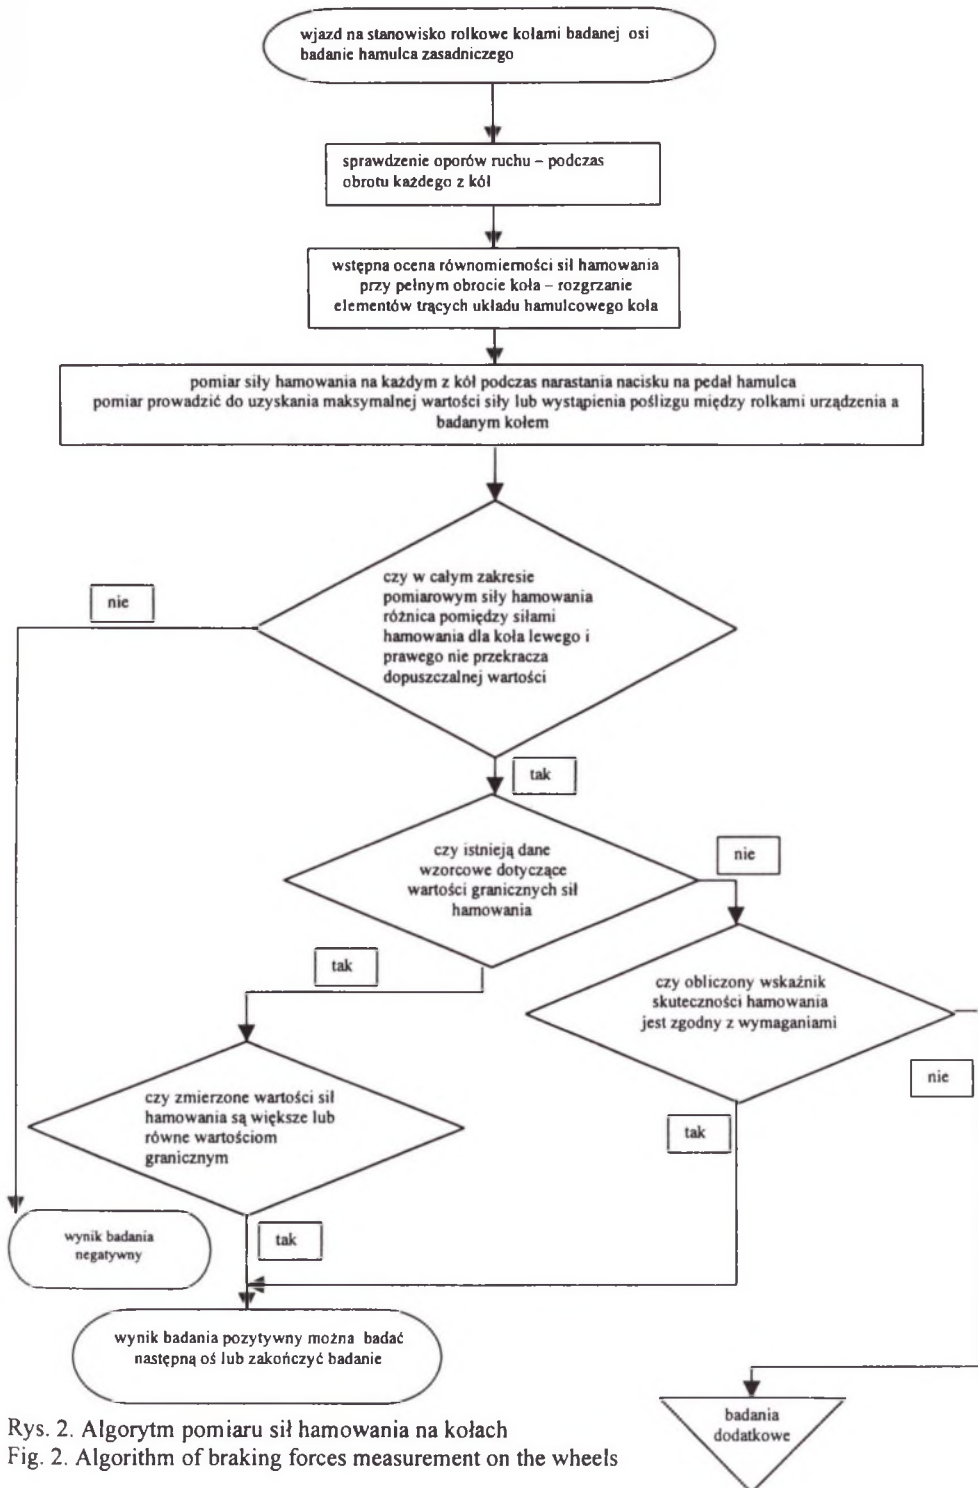 wjazd na stanowisko rolkowe kołami badanej osi
badanie hamulca zasadniczego
sprawdzenie oporów ruchu – podczas
obrotu każdego z kół
wstępna ocena równomierności sił hamowania
przy pełnym obrocie koła – rozgrzanie
elementów trących układu hamulcowego koła
pomiar siły hamowania na każdym z kół podczas narastania nacisku na pedał hamulca
pomiar prowadzić do uzyskania maksymalnej wartości siły lub wystąpienia poślizgu między rolkami urządzenia a
badanym kołem
czy w całym zakresie
pomiarowym siły hamowania
różnica pomiędzy siłami
hamowania dla koła lewego i
prawego nie przekracza
dopuszczalnej wartości
nie
tak
czy istnieją dane
wzorcowe dotyczące
wartości granicznych sił
hamowania
nie
tak
czy obliczony wskaźnik
skuteczności hamowania
jest zgodny z wymaganiami
nie
tak
czy zmierzone wartości sił
hamowania są większe lub
równe wartościom
granicznym
tak
wynik badania
negatywny
wynik badania pozytywny można badać
następną oś lub zakończyć badanie
badania
dodatkowe
Rys. 2. Algorytm pomiaru sił hamowania na kołach
Fig. 2. Algorithm of braking forces measurement on the wheels